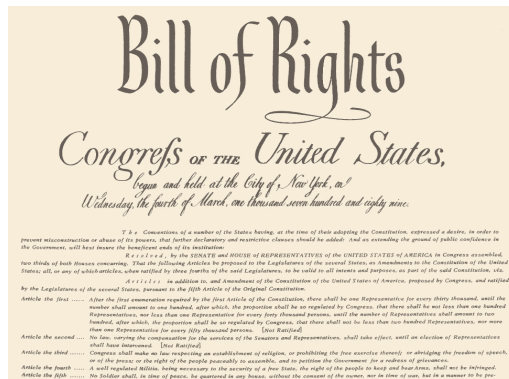 Bill of Rights
Congreſs OF THE United States,
begun and held at the City of New York, on
Wednesday, the fourth of March, one thousand seven hundred and eighty nine.
The Conventions of a number of the States having, at the time of their adopting the Constitution, expressed a desire, in order to
prevent misconstruction or abuse of its powers, that further declaratory and restrictive clauses should be added: And as extending the ground of public confidence in
the Government, will best insure the beneficent ends of its institution:
Resolved, by the SENATE and HOUSE of REPRESENTATIVES of the UNITED STATES of AMERICA in Congress assembled,
two thirds of both Houses concurring. That the following Articles be proposed to the Legislatures of the several States, as Amendments to the Constitution of the United
States; all, or any of which articles, when ratified by three fourths of the said Legislatures, to be valid to all intents and purposes, as part of the said Constitution, viz.
Articles in addition to, and Amendment of the Constitution of the United States of America, proposed by Congress, and ratified
by the Legislatures of the several States, pursuant to the fifth Article of the Original Constitution.
Article the first ...... After the first enumeration required by the first Article of the Constitution, there shall be one Representative for every thirty thousand, until the
number shall amount to one hundred, after which, the proportion shall be so regulated by Congress, that there shall be not less than one hundred
Representatives, nor less than one Representative for every forty thousand persons, until the number of Representatives shall amount to two
hundred, after which, the proportion shall be so regulated by Congress, that there shall not be less than two hundred Representatives, nor more
than one Representative for every fifty thousand persons. [Not Ratified]
Article the second .... No law, varying the compensation for the services of the Senators and Representatives, shall take effect, until an election of Representatives
shall have intervened. [Not Ratified]
Article the third ...... Congress shall make no law respecting an establishment of religion, or prohibiting the free exercise thereof; or abridging the freedom of speech,
or of the press; or the right of the people peaceably to assemble, and to petition the Government for a redress of grievances.
Article the fourth ..... A well regulated Militia, being necessary to the security of a free State, the right of the people to keep and bear Arms, shall not be infringed.
Article the fifth ...... No Soldier shall, in time of peace, be quartered in any house, without the consent of the owner, nor in time of war, but in a manner to be pre-